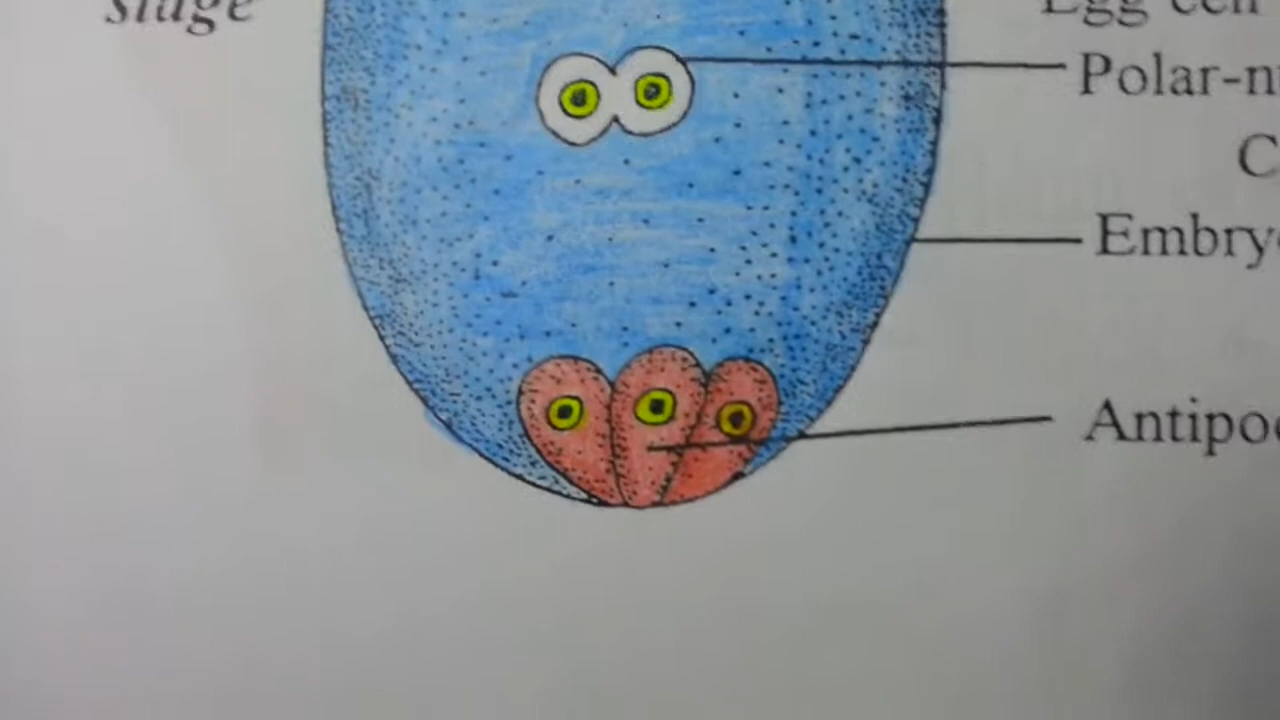 stage
Egg cell
Polar-n
C
Embry
Antipo